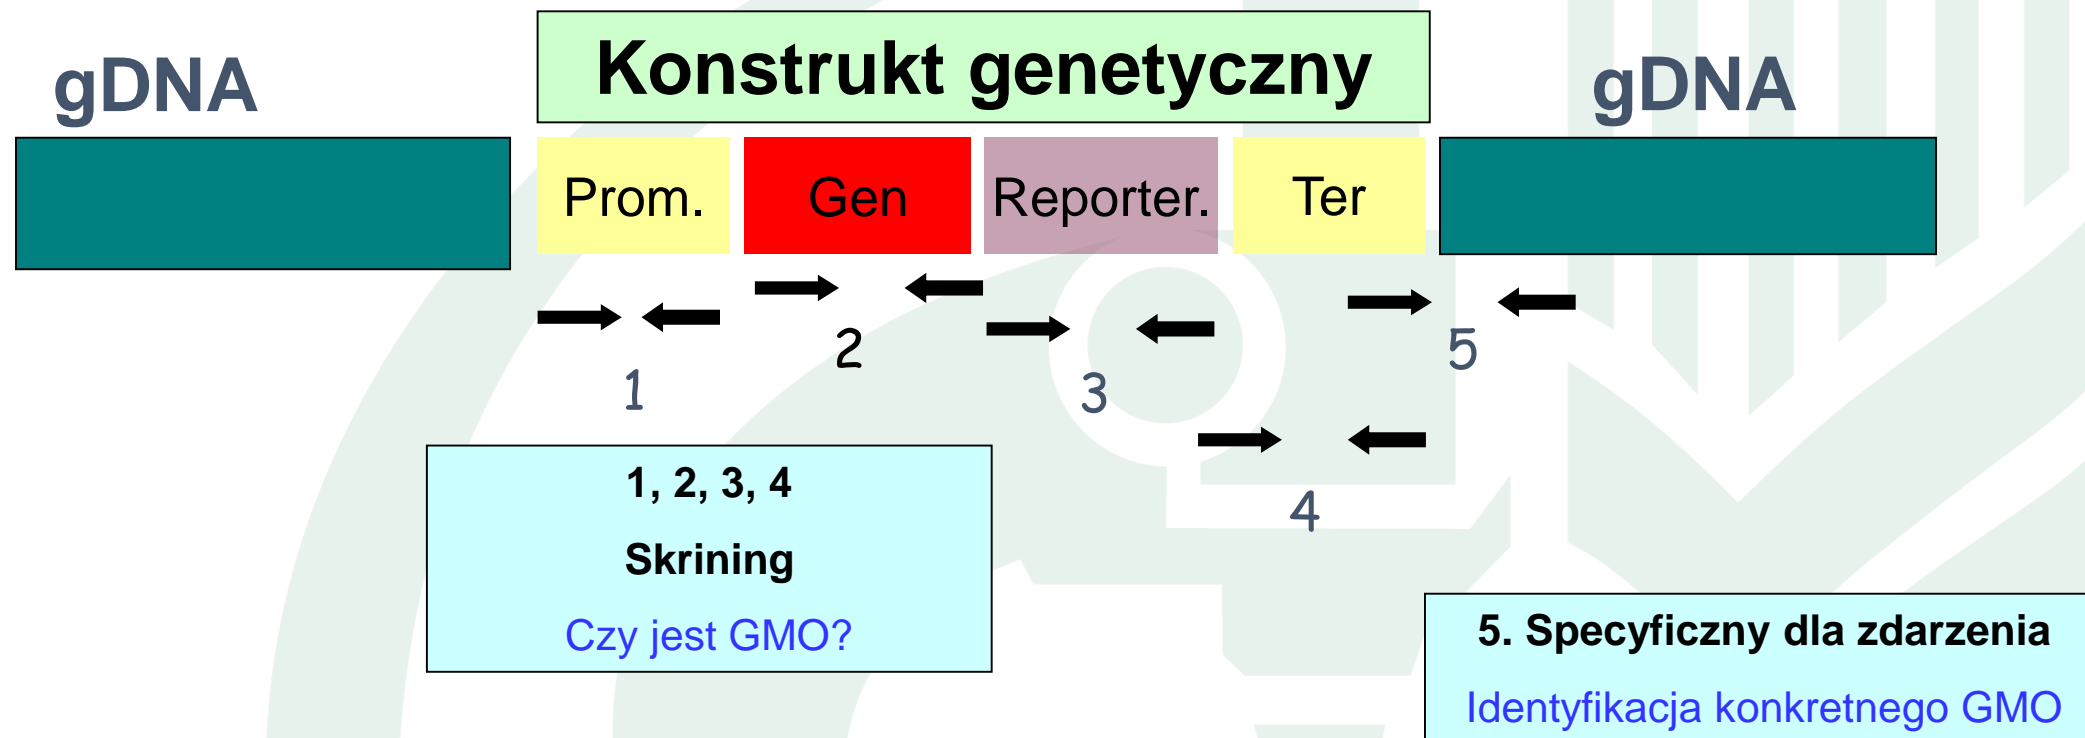 gDNA
Konstrukt genetyczny
gDNA
Prom.
Gen
Reporter.
Ter
1
2
3
5
4
1, 2, 3, 4
Skrining
Czy jest GMO?
5. Specyficzny dla zdarzenia
Identyfikacja konkretnego GMO